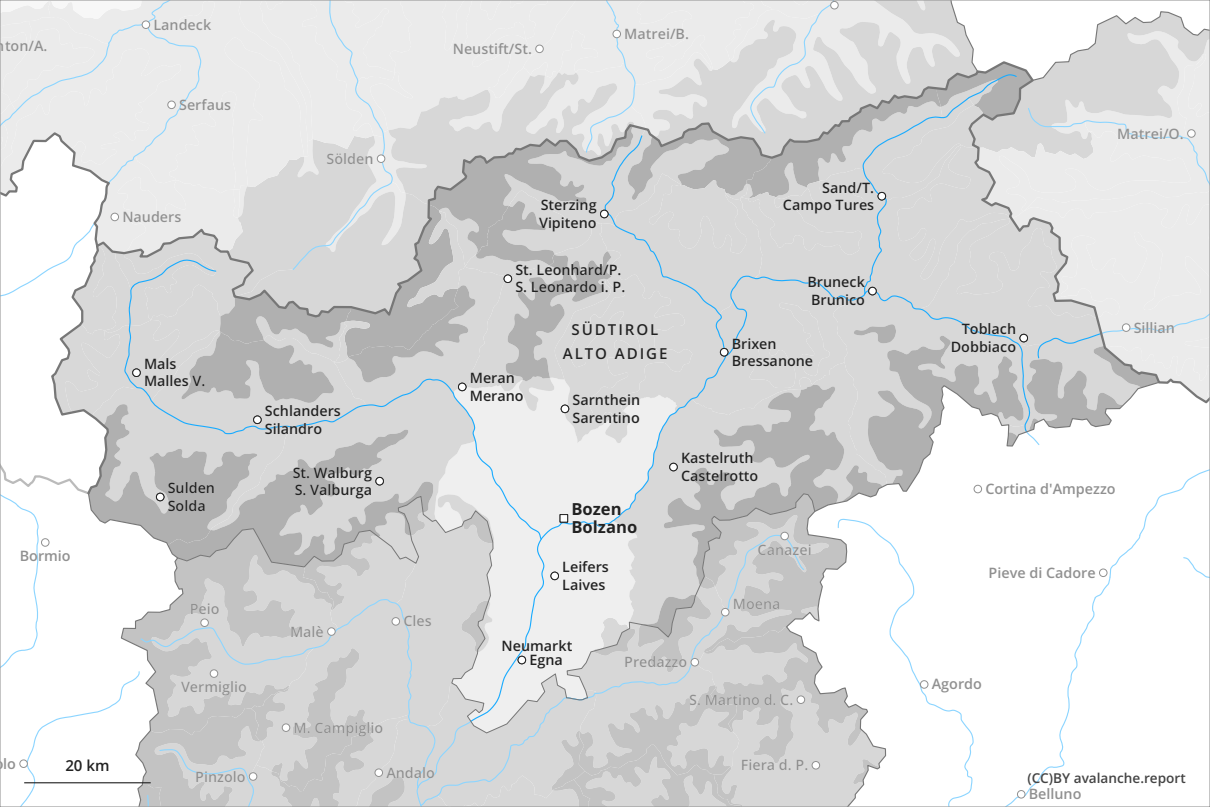 Landeck
nton/A.
Neustift/St.
Matrei/B.
Serfaus
Matrei/O.
Sölden
Sand/T.
Campo Tures
Nauders
Sterzing
Vipiteno
St. Leonhard/P.
S. Leonardo i. P.
Bruneck
Brunico
SÜDTIROL
ALTO ADIGE
Toblach
Dobbiaco
Sillian
Brixen
Bressanone
Mals
Malles V.
Meran
Merano
Sarnthein
Sarentino
Schlanders
Silandro
Kastelruth
Castelrotto
St. Walburg
S. Valburga
Sulden
Solda
Cortina d'Ampezzo
Bozen
Bolzano
Bormio
Canazei
Leifers
Laives
Pieve di Cadore
Peio
Moena
Malè
Cles
Neumarkt
Egna
Predazzo
Vermiglio
Agordo
S. Martino d. C.
M. Campiglio
20 km
olo
Pinzolo
Andalo
Fiera d. P.
(CC)BY avalanche.report
Belluno